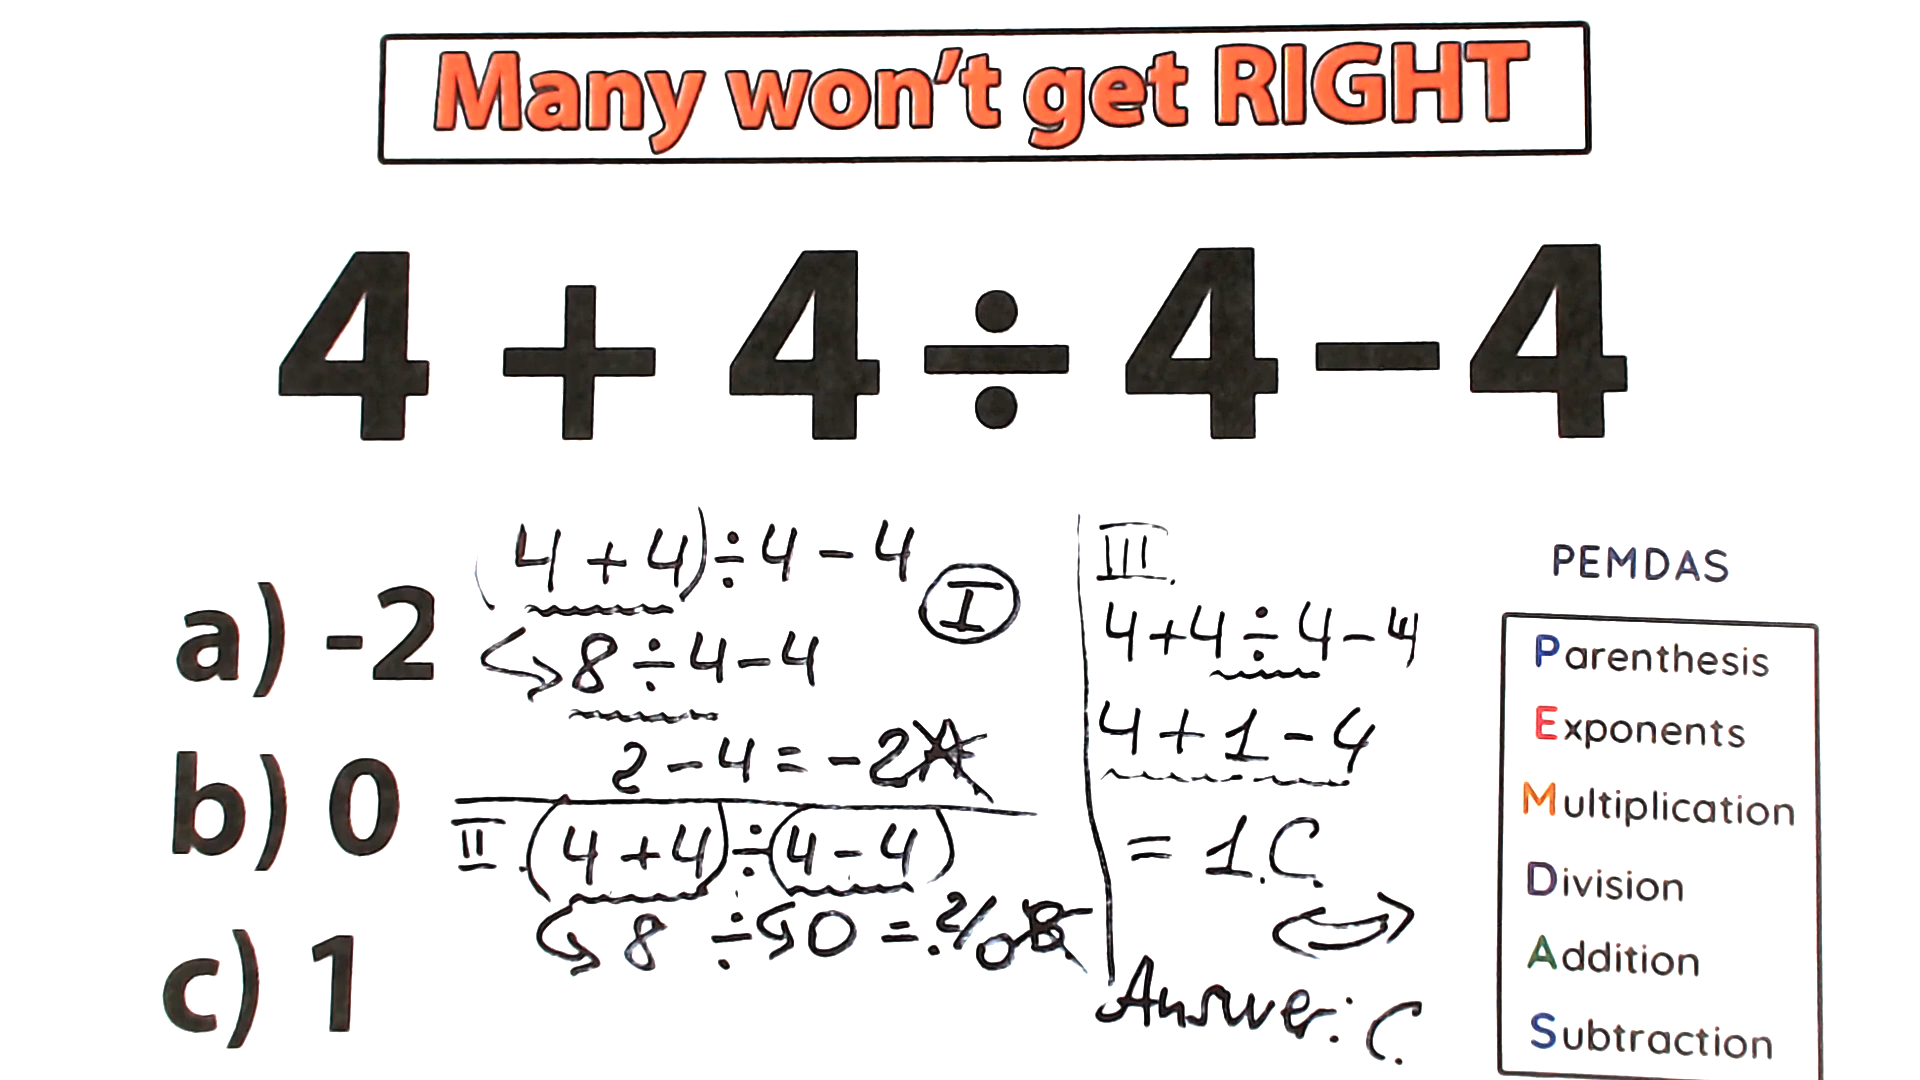 Many won't get RIGHT
4 + 4 ÷ 4 − 4
a) -2
b) 0
c) 1
(4 + 4) ÷ 4 − 4
I
8 ÷ 4 − 4
2 − 4 = −2 A
II. (4 + 4) ÷ (4 − 4)
8 ÷ 0 = ?/0 B
III.
4 + 4 ÷ 4 − 4
4 + 1 − 4
= 1. C.
Answer: C.
PEMDAS
Parenthesis
Exponents
Multiplication
Division
Addition
Subtraction